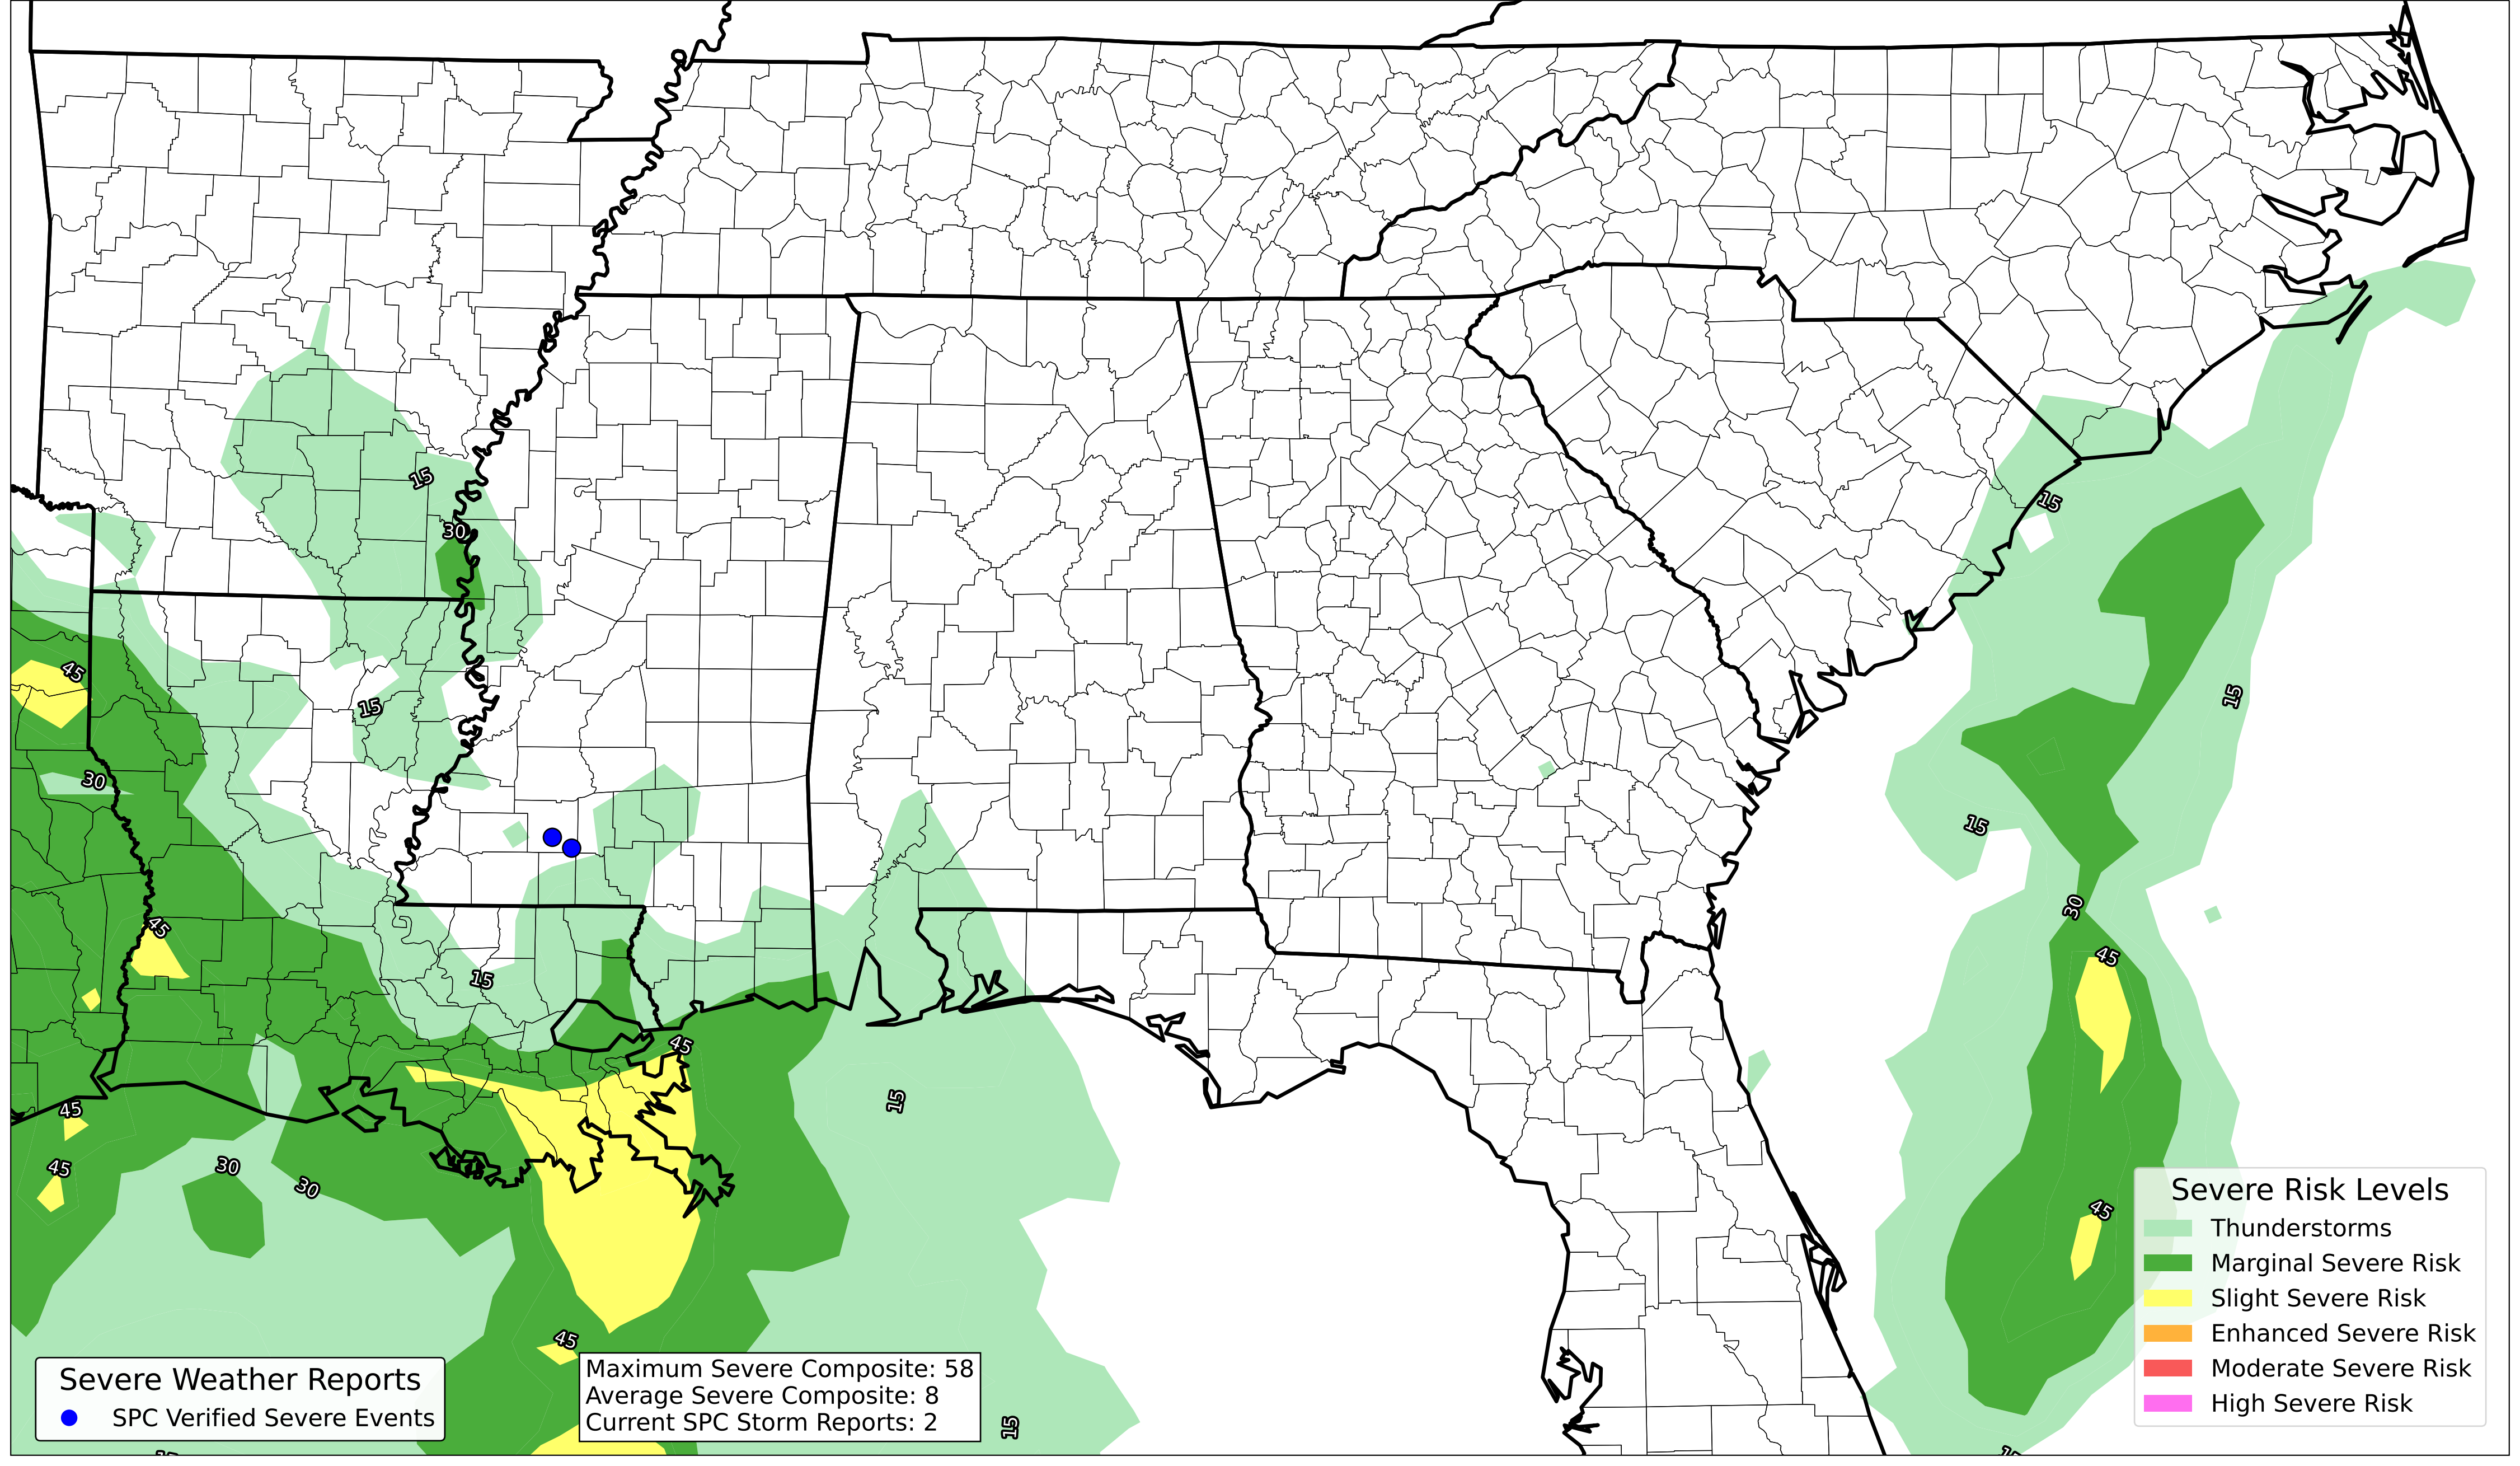 15
30
15
45
15
15
30
15
30
45
15
45
45
15
45
45
30
30
45
45
15
15
15
Severe Risk Levels
Thunderstorms
Marginal Severe Risk
Slight Severe Risk
Enhanced Severe Risk
Moderate Severe Risk
High Severe Risk
Severe Weather Reports
SPC Verified Severe Events
Maximum Severe Composite: 58
Average Severe Composite: 8
Current SPC Storm Reports: 2